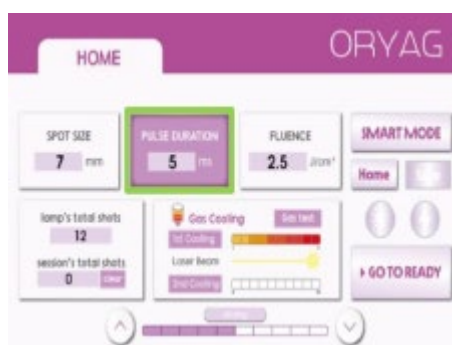 HOME
ORYAG
SPOT SIZE
7 mm
PULSE DURATION
5 ms
FLUENCE
2.5 J/cm²
SMART MODE
Home
lamp's total shots
12
session's total shots
0 clear
Gas Cooling
Gas test
1st Cooling
Laser Beam
2nd Cooling
GO TO READY